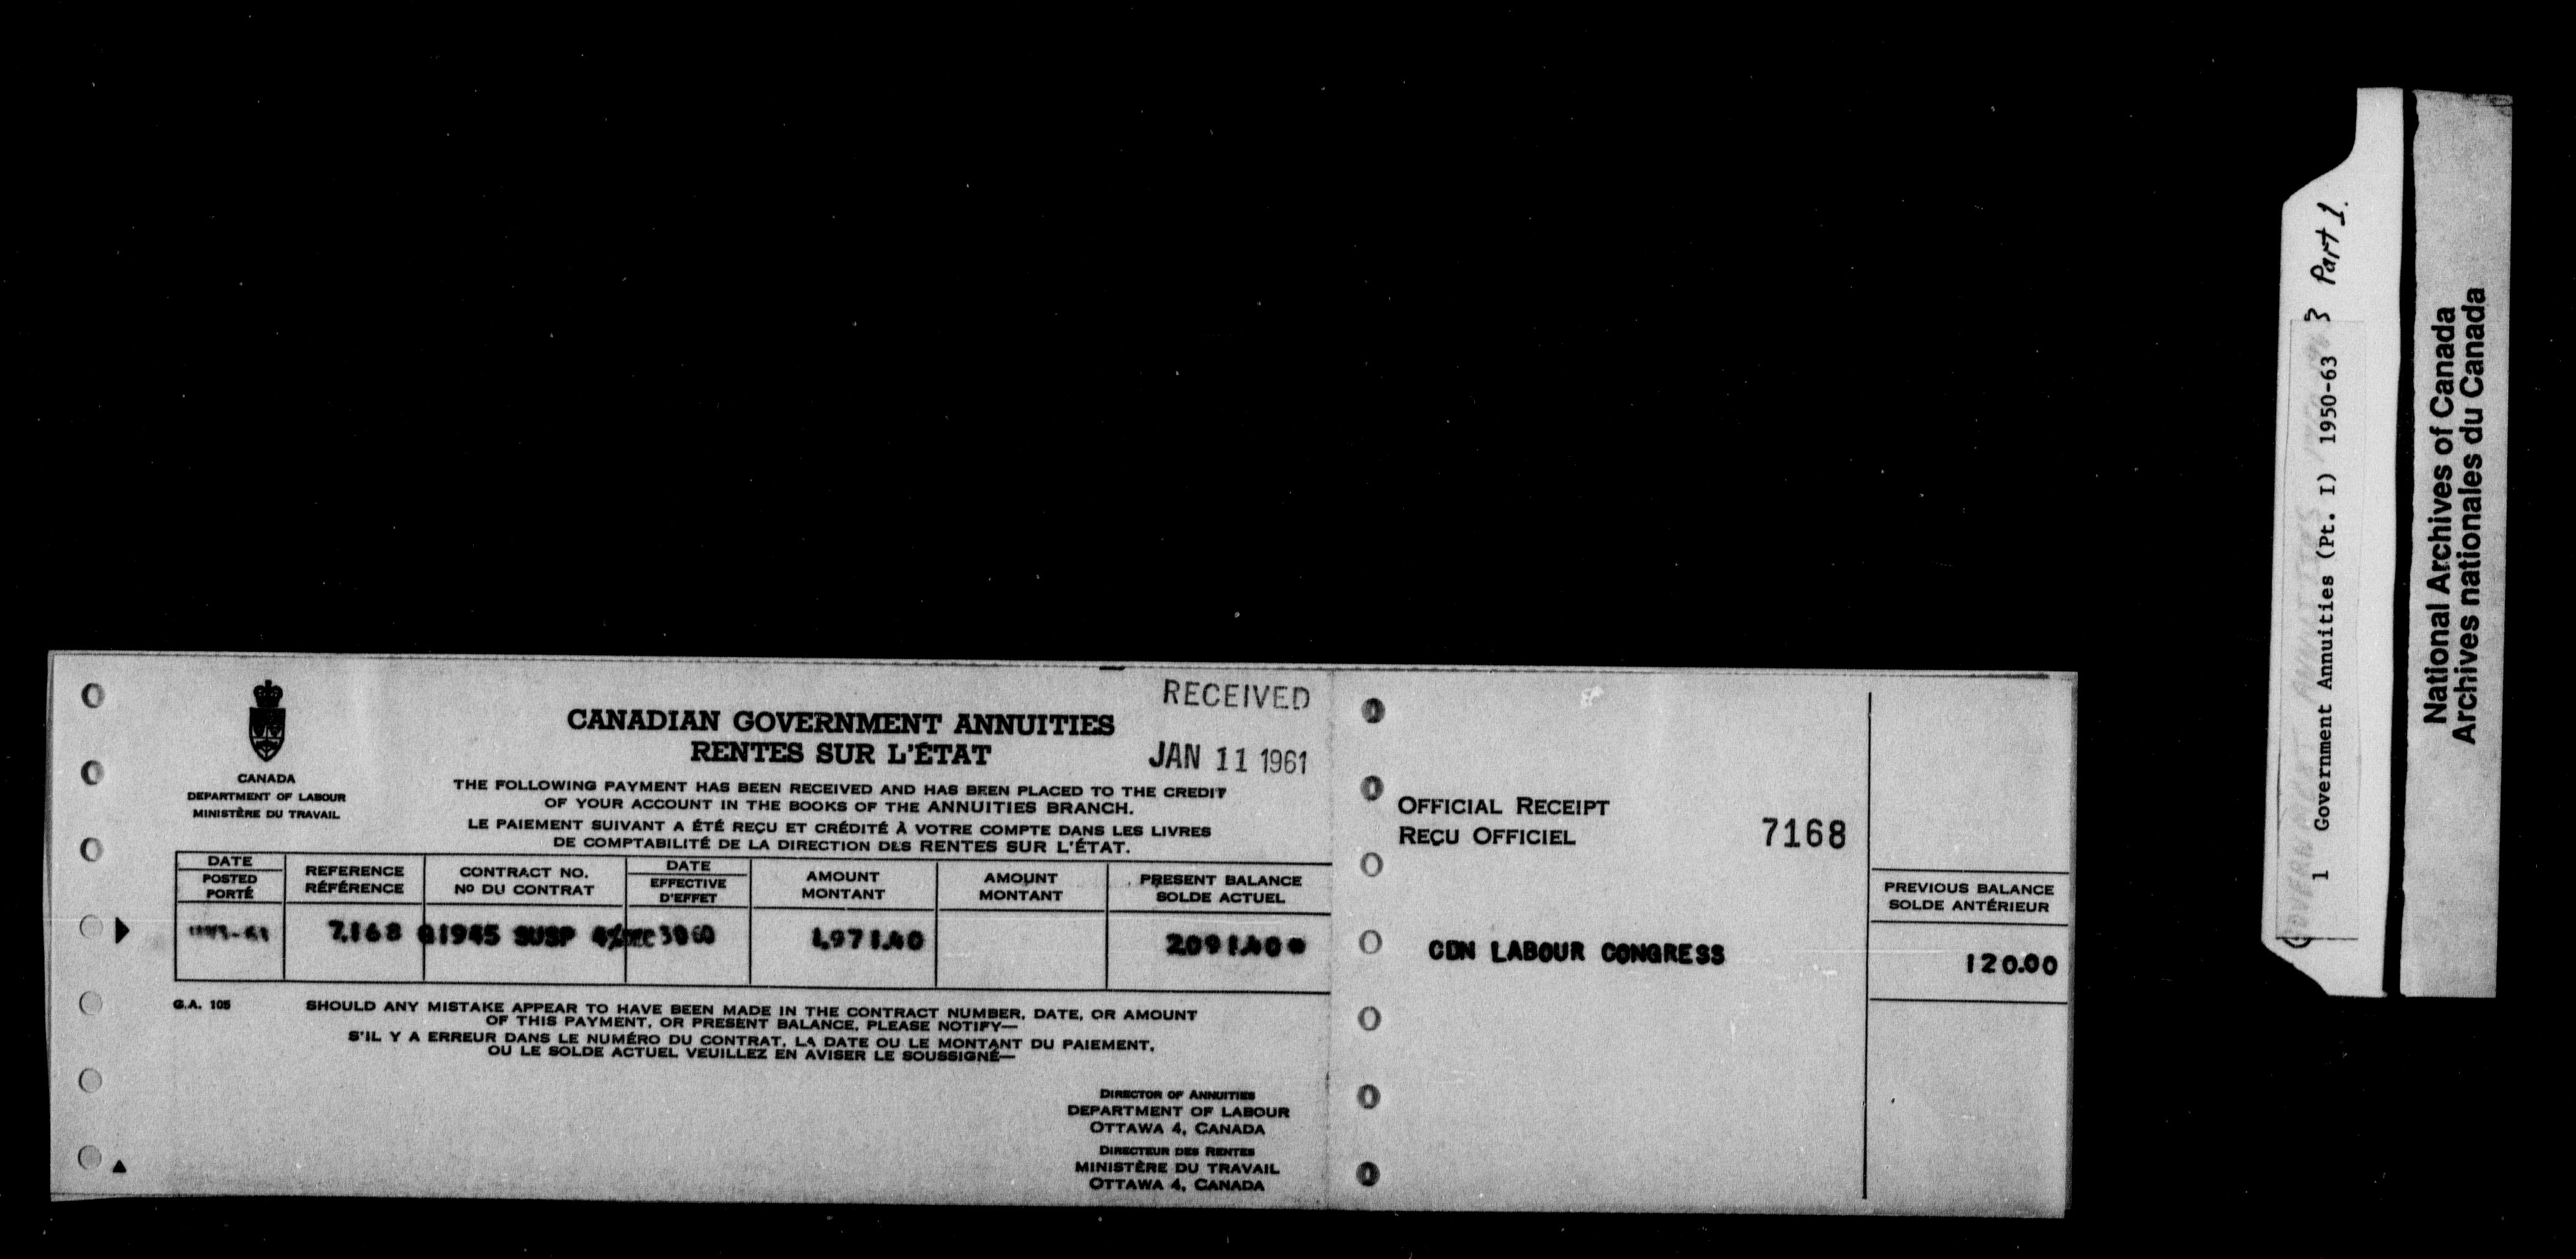 RECEIVED
CANADIAN GOVERNMENT ANNUITIES
RENTES SUR L'ÉTAT
JAN 11 1961
CANADA
DEPARTMENT OF LABOUR
MINISTÈRE DU TRAVAIL
THE FOLLOWING PAYMENT HAS BEEN RECEIVED AND HAS BEEN PLACED TO THE CREDIT
OF YOUR ACCOUNT IN THE BOOKS OF THE ANNUITIES BRANCH.
LE PAIEMENT SUIVANT A ÉTÉ REÇU ET CRÉDITÉ À VOTRE COMPTE DANS LES LIVRES
DE COMPTABILITÉ DE LA DIRECTION DES RENTES SUR L'ÉTAT.
DATE
POSTED
PORTÉ
REFERENCE
RÉFÉRENCE
CONTRACT NO.
NO DU CONTRAT
DATE
EFFECTIVE
D'EFFET
AMOUNT
MONTANT
AMOUNT
MONTANT
PRESENT BALANCE
SOLDE ACTUEL
7,168 G1945 SUSP 4% DEC 30 60 1,971.40 2,091.40*
G.A. 105
SHOULD ANY MISTAKE APPEAR TO HAVE BEEN MADE IN THE CONTRACT NUMBER, DATE, OR AMOUNT
OF THIS PAYMENT, OR PRESENT BALANCE, PLEASE NOTIFY—
S'IL Y A ERREUR DANS LE NUMÉRO DU CONTRAT, LA DATE OU LE MONTANT DU PAIEMENT,
OU LE SOLDE ACTUEL VEUILLEZ EN AVISER LE SOUSSIGNÉ—
DIRECTOR OF ANNUITIES
DEPARTMENT OF LABOUR
OTTAWA 4, CANADA
DIRECTEUR DES RENTES
MINISTÈRE DU TRAVAIL
OTTAWA 4, CANADA
OFFICIAL RECEIPT
REÇU OFFICIEL
7168
CDN LABOUR CONGRESS
PREVIOUS BALANCE
SOLDE ANTÉRIEUR
120.00
1 Government Annuities (Pt. I) 1950-63 3 Part 1.
National Archives of Canada
Archives nationales du Canada